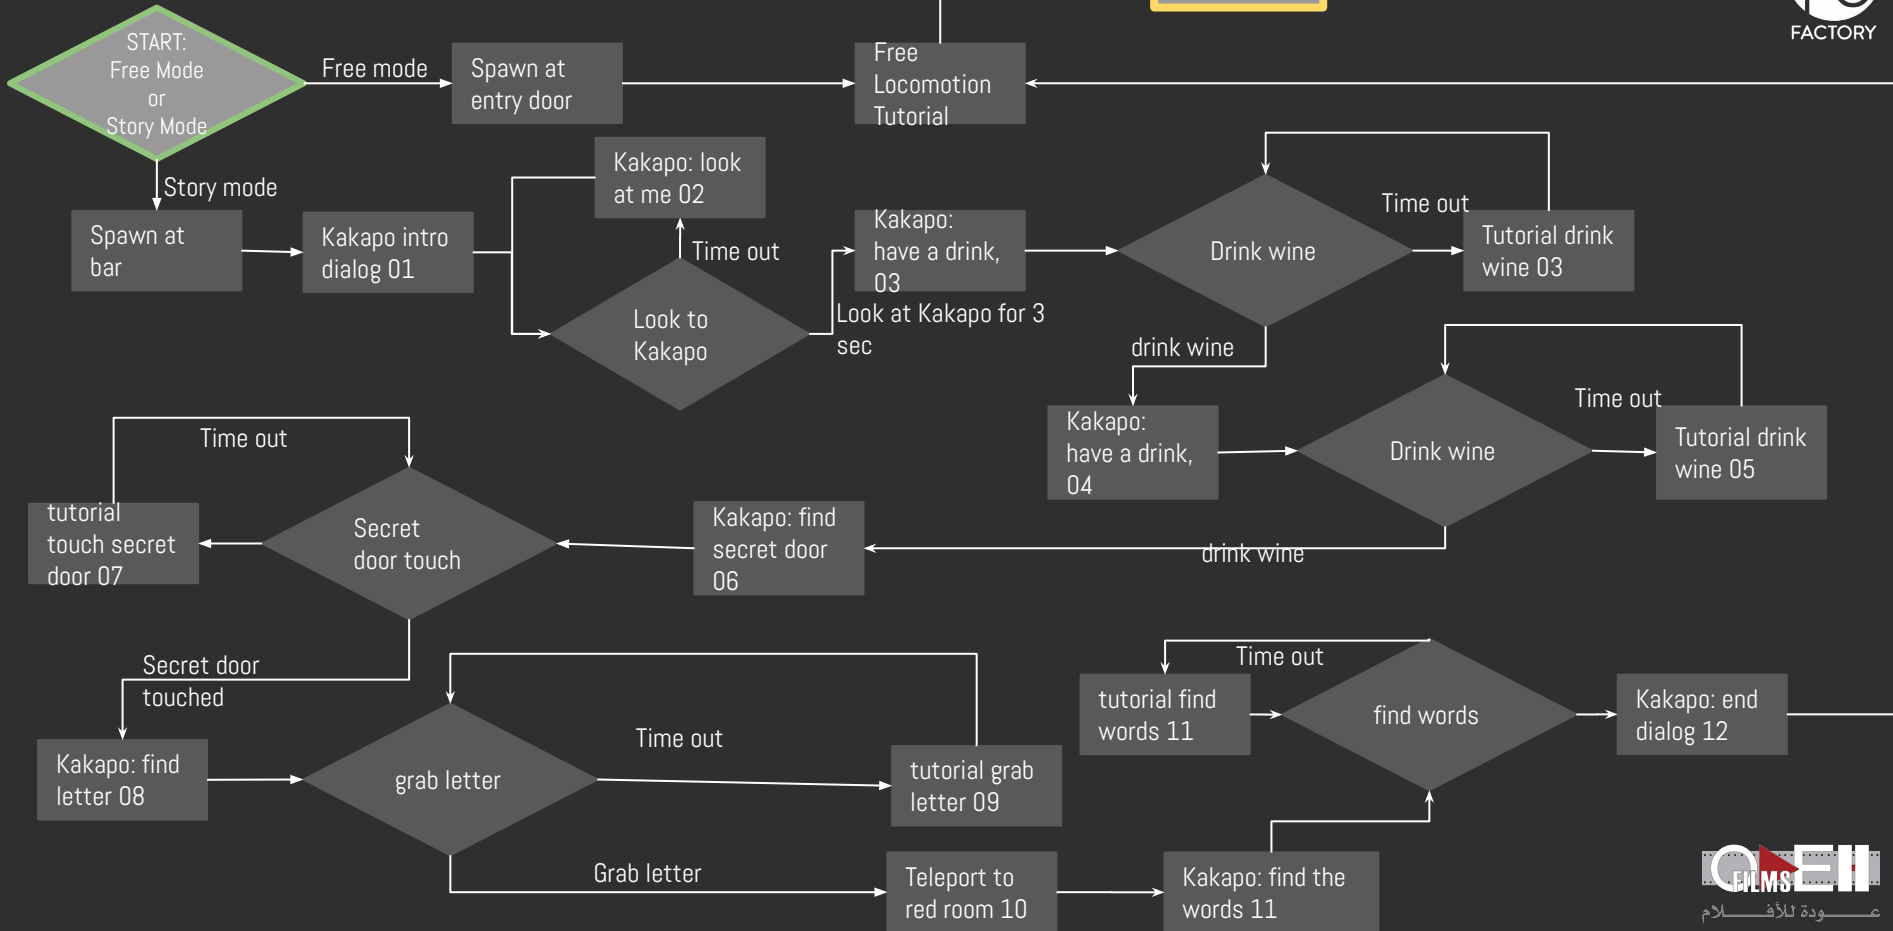 START:
Free Mode
or
Story Mode
Free mode
Spawn at
entry door
Free
Locomotion
Tutorial
FACTORY
Story mode
Spawn at
bar
Kakapo intro
dialog 01
Kakapo: look
at me 02
Time out
Look to
Kakapo
Kakapo:
have a drink,
03
Look at Kakapo for 3
sec
Drink wine
Time out
Tutorial drink
wine 03
drink wine
Kakapo:
have a drink,
04
Drink wine
Time out
Tutorial drink
wine 05
drink wine
Kakapo: find
secret door
06
Secret
door touch
Time out
tutorial
touch secret
door 07
Secret door
touched
Kakapo: find
letter 08
grab letter
Time out
tutorial grab
letter 09
Grab letter
Teleport to
red room 10
Kakapo: find the
words 11
Time out
tutorial find
words 11
find words
Kakapo: end
dialog 12
FILMS
عـــودة للأفـــلام